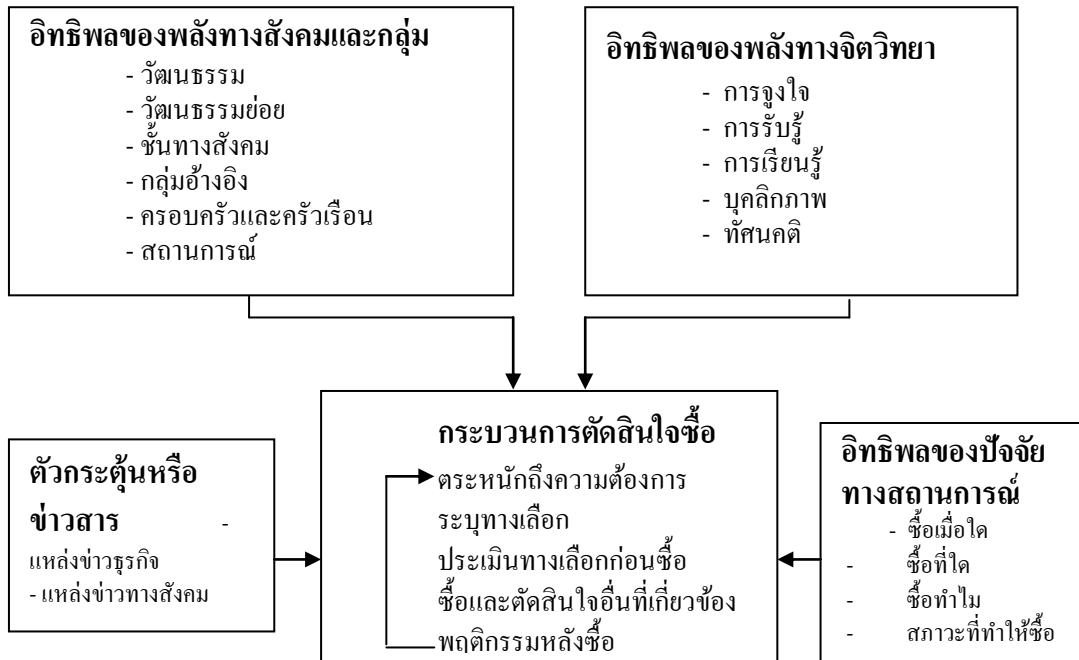 อิทธิพลของพลังทางสังคมและกลุ่ม
- วัฒนธรรม
- วัฒนธรรมย่อย
- ชั้นทางสังคม
- กลุ่มอ้างอิง
- ครอบครัวและครัวเรือน
- สถานการณ์
อิทธิพลของพลังทางจิตวิทยา
- การจูงใจ
- การรับรู้
- การเรียนรู้
- บุคลิกภาพ
- ทัศนคติ
ตัวกระตุ้นหรือ
ข่าวสาร -
แหล่งข่าวธุรกิจ
- แหล่งข่าวทางสังคม
กระบวนการตัดสินใจซื้อ
ตระหนักถึงความต้องการ
ระบุทางเลือก
ประเมินทางเลือกก่อนซื้อ
ซื้อและตัดสินใจอื่นที่เกี่ยวข้อง
พฤติกรรมหลังซื้อ
อิทธิพลของปัจจัย
ทางสถานการณ์
- ซื้อเมื่อใด
- ซื้อที่ใด
- ซื้อทำไม
- สภาวะที่ทำให้ซื้อ